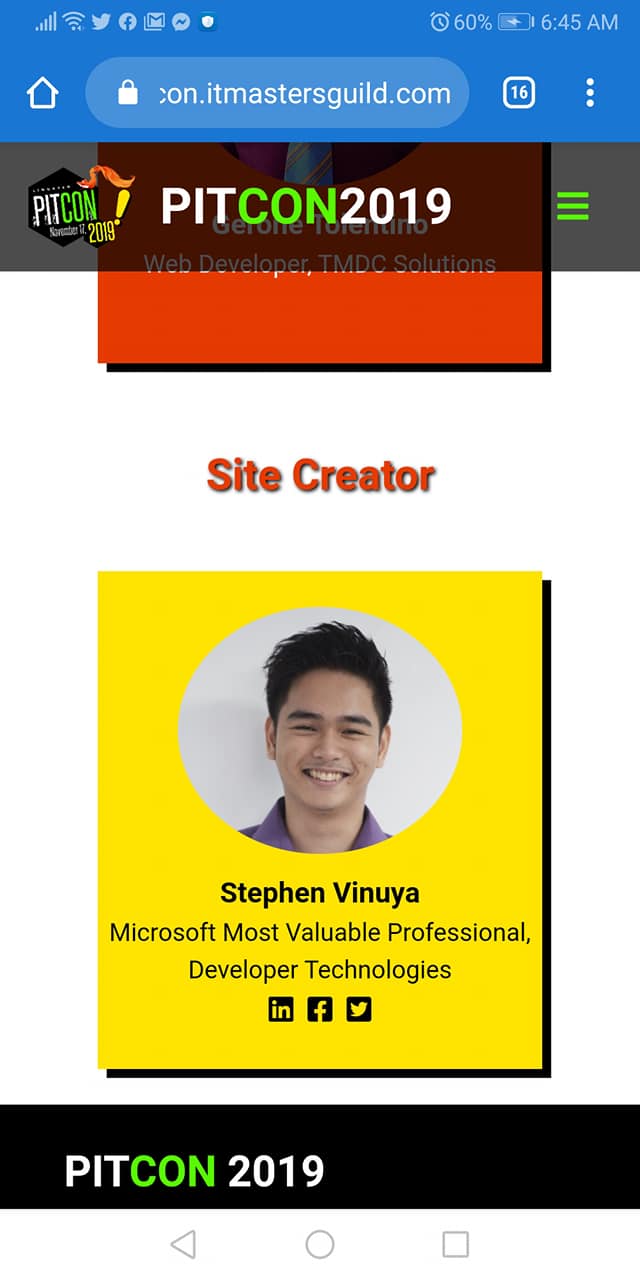 60% 6:45 AM
con.itmastersguild.com
16
PITCON
November 17, 2019
PITCON2019
Gerone Tolentino
Web Developer, TMDC Solutions
Site Creator
Stephen Vinuya
Microsoft Most Valuable Professional,
Developer Technologies
PITCON 2019